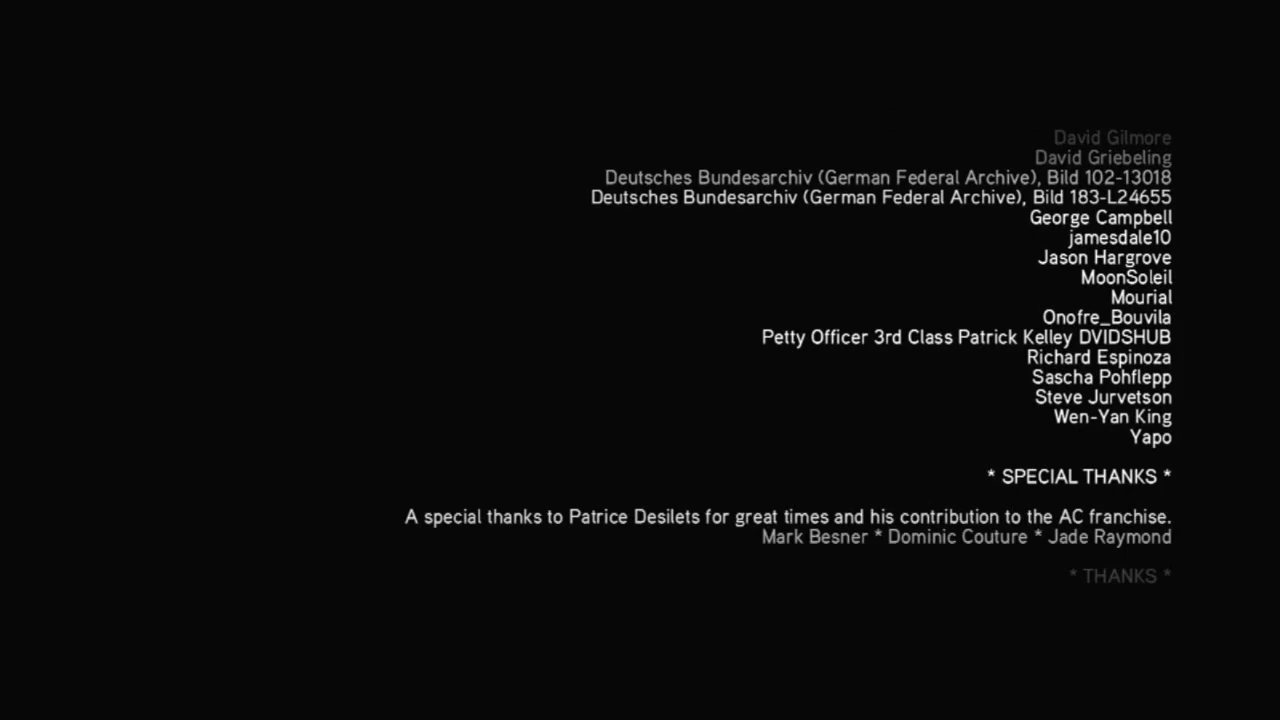 David Gilmore
David Griebeling
Deutsches Bundesarchiv (German Federal Archive), Bild 102-13018
Deutsches Bundesarchiv (German Federal Archive), Bild 183-L24655
George Campbell
jamesdale10
Jason Hargrove
MoonSoleil
Mourial
Onofre_Bouvila
Petty Officer 3rd Class Patrick Kelley DVIDSHUB
Richard Espinoza
Sascha Pohflepp
Steve Jurvetson
Wen-Yan King
Yapo
* SPECIAL THANKS *
A special thanks to Patrice Desilets for great times and his contribution to the AC franchise.
Mark Besner * Dominic Couture * Jade Raymond
* THANKS *